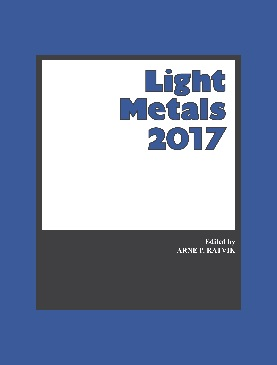 Light
Metals
2017
Edited by
ARNE P. RATVIK